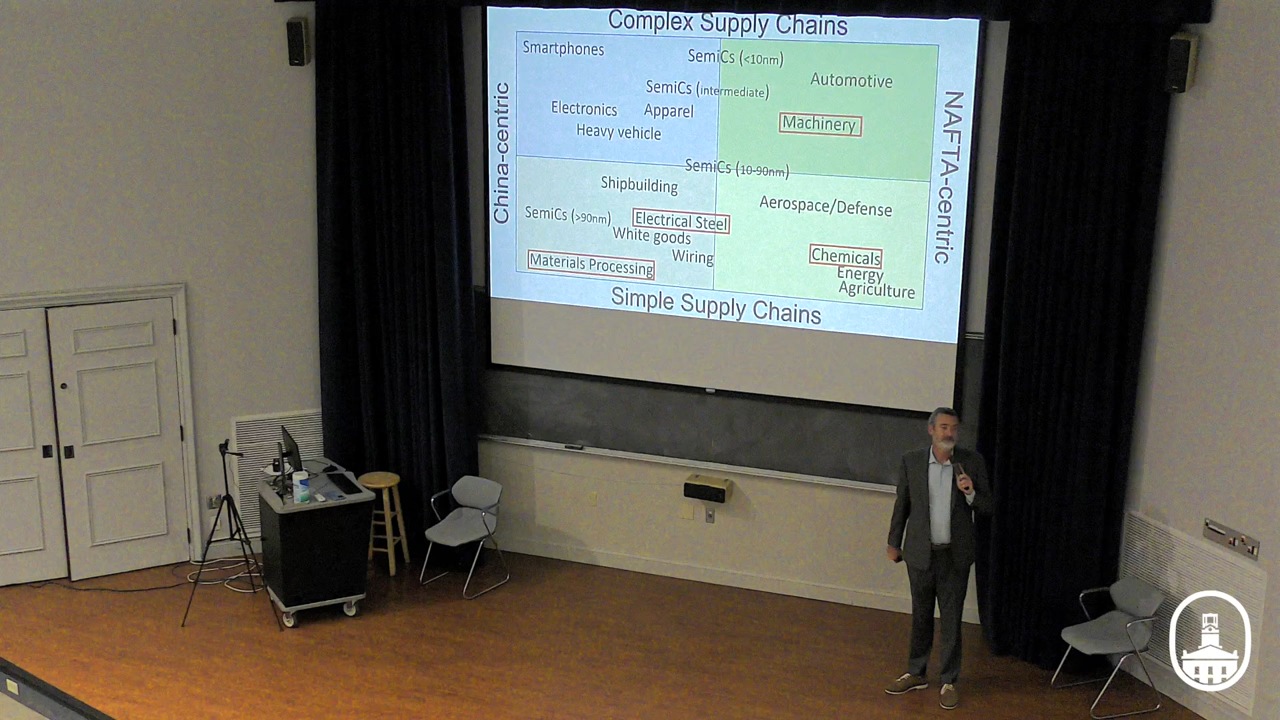 Complex Supply Chains
China-centric
NAFTA-centric
Smartphones
SemiCs (<10nm)
Automotive
SemiCs (intermediate)
Electronics
Apparel
Machinery
Heavy vehicle
SemiCs (10-90nm)
Shipbuilding
Aerospace/Defense
SemiCs (>90nm)
Electrical Steel
White goods
Wiring
Chemicals
Materials Processing
Energy
Agriculture
Simple Supply Chains